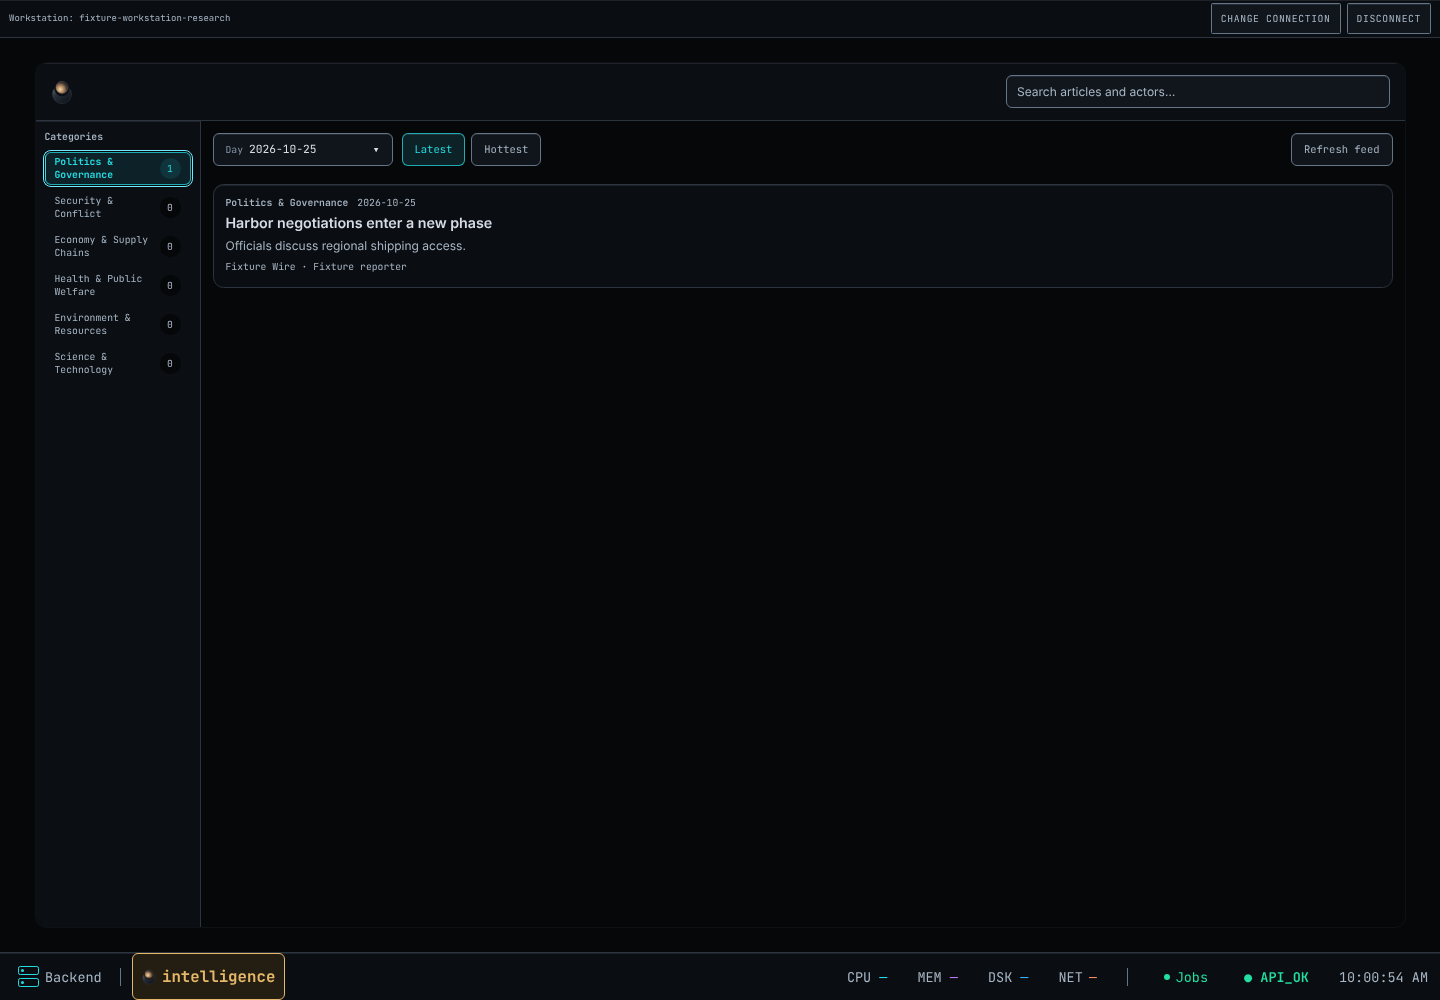 Workstation: fixture-workstation-research
CHANGE CONNECTION
DISCONNECT
Search articles and actors...
Categories
Politics &
Governance
1
Security &
Conflict
0
Economy & Supply
Chains
0
Health & Public
Welfare
0
Environment &
Resources
0
Science &
Technology
0
Day 2026-10-25
Latest
Hottest
Refresh feed
Politics & Governance 2026-10-25
Harbor negotiations enter a new phase
Officials discuss regional shipping access.
Fixture Wire · Fixture reporter
Backend
intelligence
CPU —
MEM —
DSK —
NET —
Jobs
API_OK
10:00:54 AM